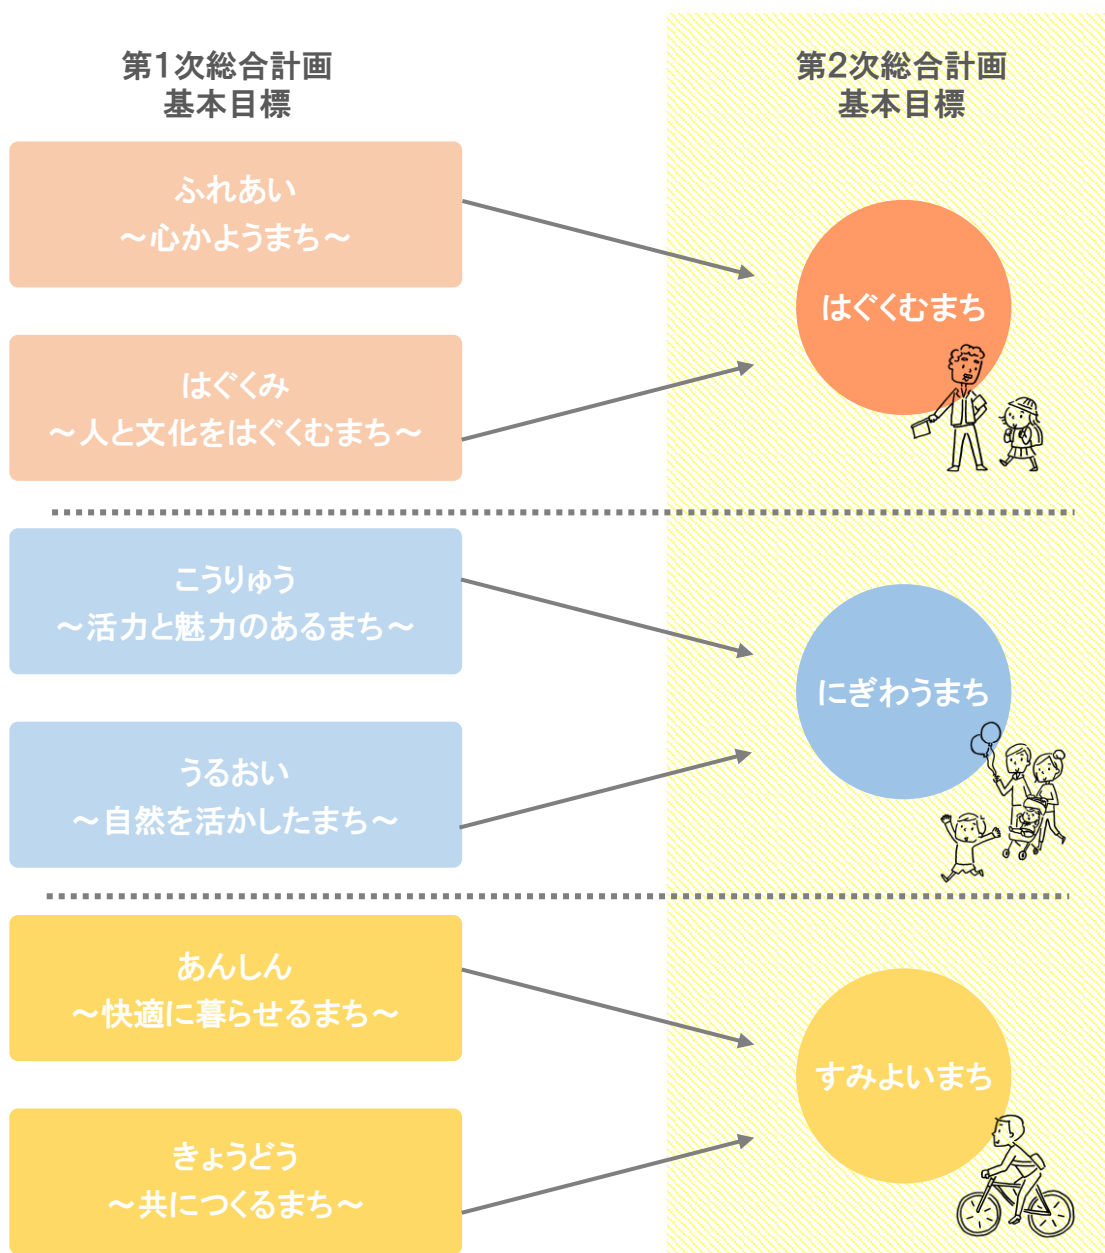 第1次総合計画
基本目標
第2次総合計画
基本目標
ふれあい
～心かようまち～
はぐくみ
～人と文化をはぐくむまち～
はぐくむまち
こうりゅう
～活力と魅力のあるまち～
うるおい
～自然を活かしたまち～
にぎわうまち
あんしん
～快適に暮らせるまち～
きょうどう
～共につくるまち～
すみよいまち